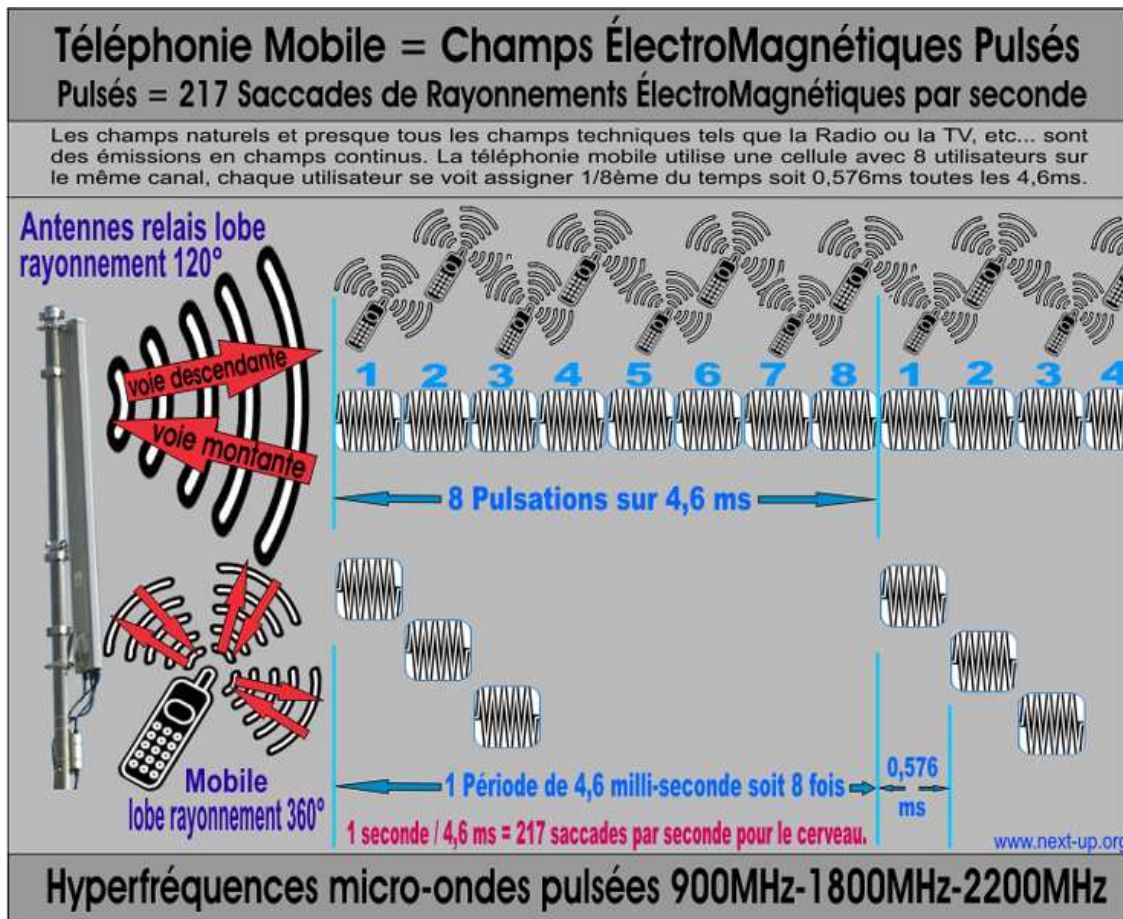 Téléphonie Mobile = Champs ÉlectroMagnétiques Pulsés
Pulsés = 217 Saccades de Rayonnements ÉlectroMagnétiques par seconde
Les champs naturels et presque tous les champs techniques tels que la Radio ou la TV, etc... sont
des émissions en champs continus. La téléphonie mobile utilise une cellule avec 8 utilisateurs sur
le même canal, chaque utilisateur se voit assigner 1/8ème du temps soit 0,576ms toutes les 4,6ms.
Antennes relais lobe
rayonnement 120°
voie descendante
voie montante
1 2 3 4 5 6 7 8 1 2 3 4
8 Pulsations sur 4,6 ms
Mobile
lobe rayonnement 360°
1 Période de 4,6 milli-seconde soit 8 fois
0,576
ms
1 seconde / 4,6 ms = 217 saccades par seconde pour le cerveau.
www.next-up.org
Hyperfréquences micro-ondes pulsées 900MHz-1800MHz-2200MHz